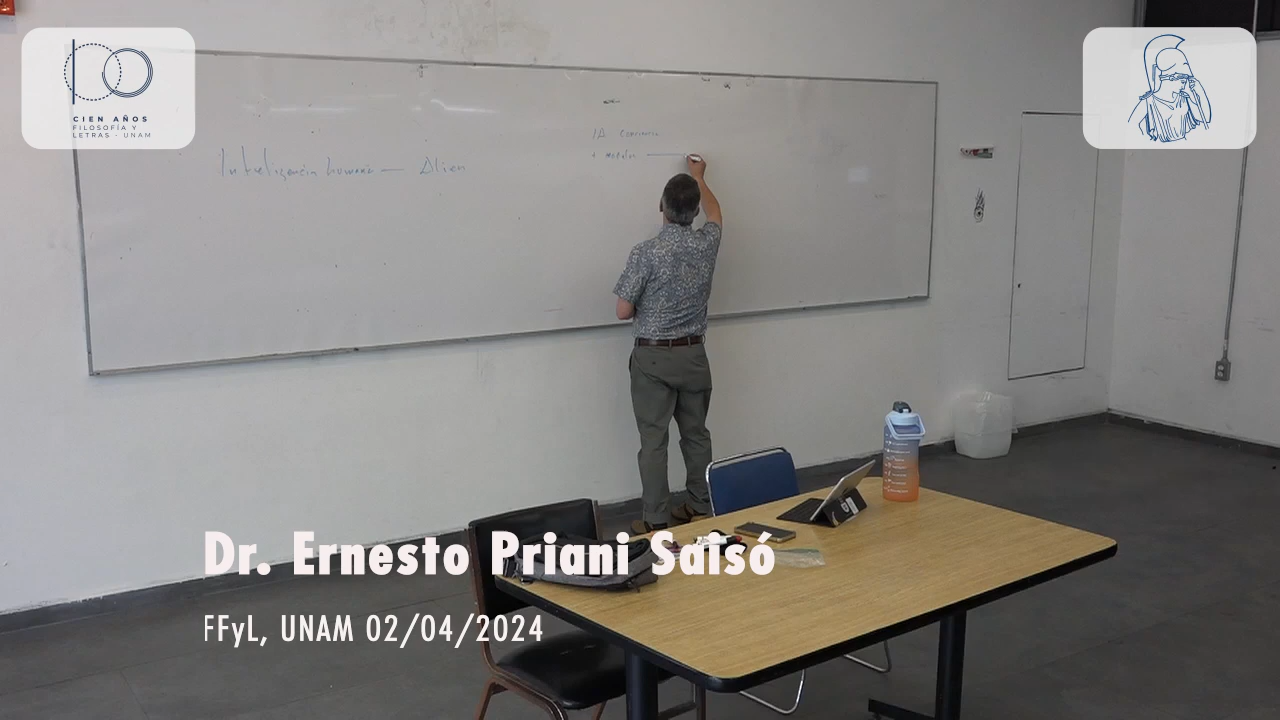 CIEN AÑOS
FILOSOFÍA Y
LETRAS - UNAM
Inteligencia humana — Alien
IA
Dr. Ernesto Priani Saisó
FFyL, UNAM 02/04/2024